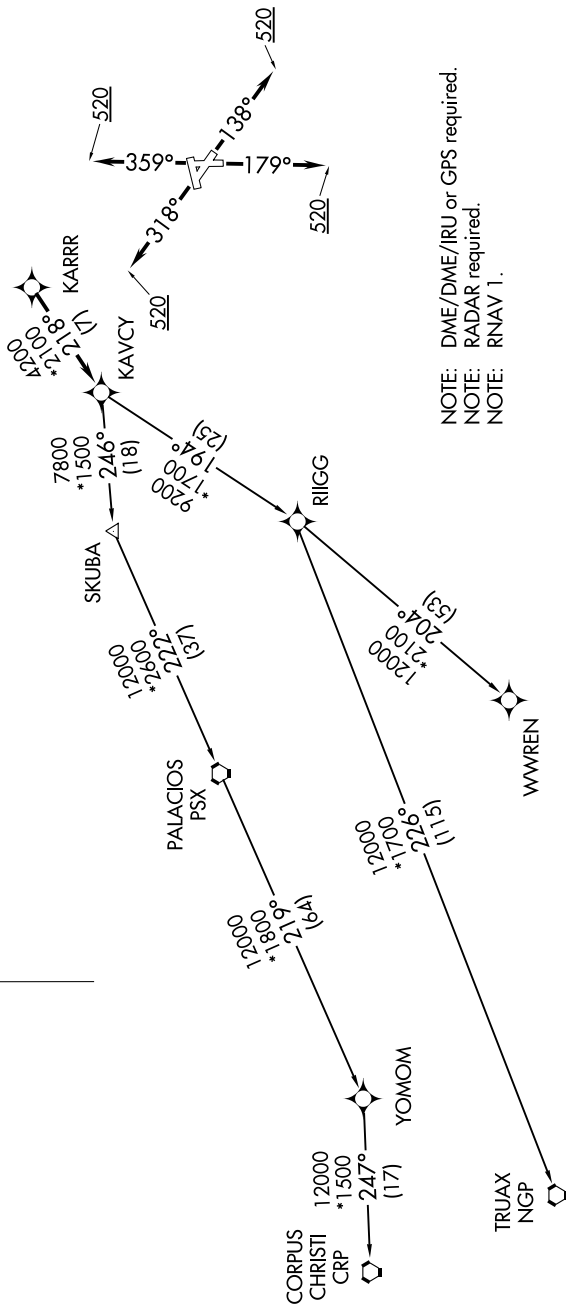 520
520
520
520
359°
138°
179°
318°
KARRR
4200
*2100
218°
(7)
KAVCY
7800
*1500
246°
(18)
SKUBA
9200
*1700
194°
(25)
RIIGG
12000
*2600
222°
(37)
PALACIOS
PSX
12000
*2100
204°
(53)
WWREN
12000
*1700
226°
(115)
12000
*1800
219°
(64)
YOMOM
12000
*1500
247°
(17)
CORPUS
CHRISTI
CRP
TRUAX
NGP
NOTE: DME/DME/IRU or GPS required.
NOTE: RADAR required.
NOTE: RNAV 1.